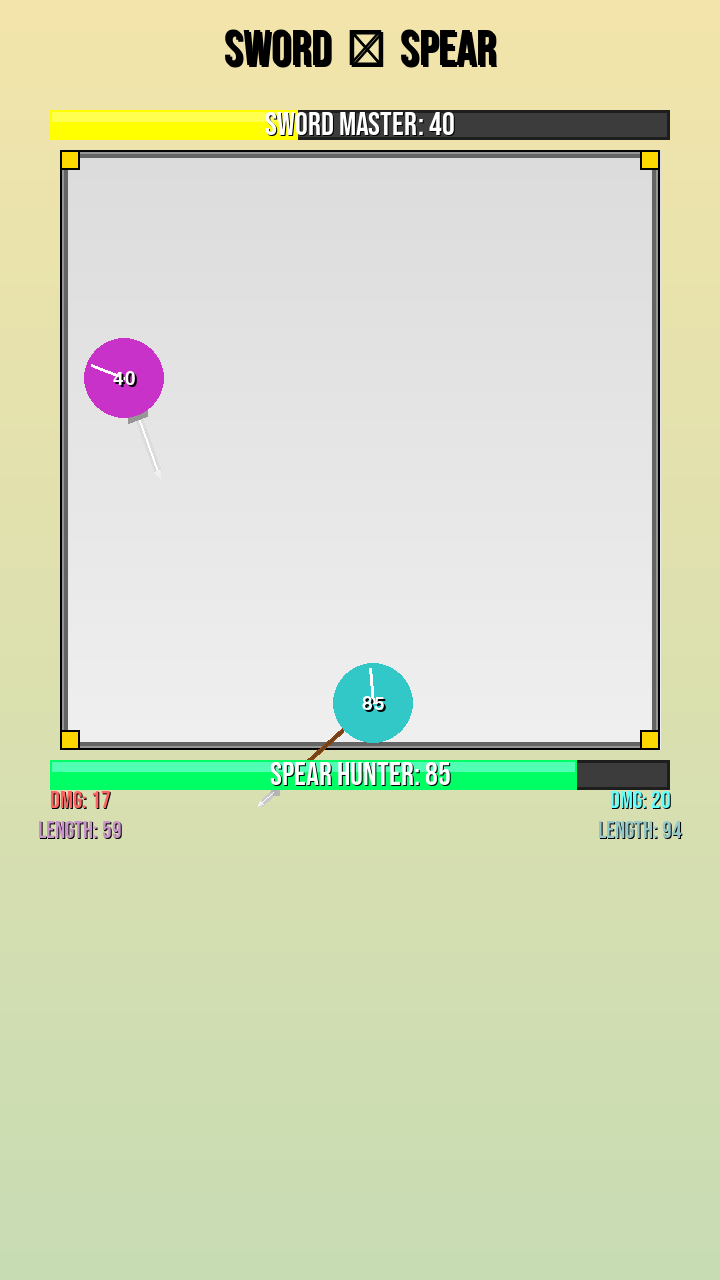 SWORD ⚔ SPEAR
SWORD MASTER: 40
40
85
SPEAR HUNTER: 85
DMG: 17
DMG: 20
LENGTH: 59
LENGTH: 94